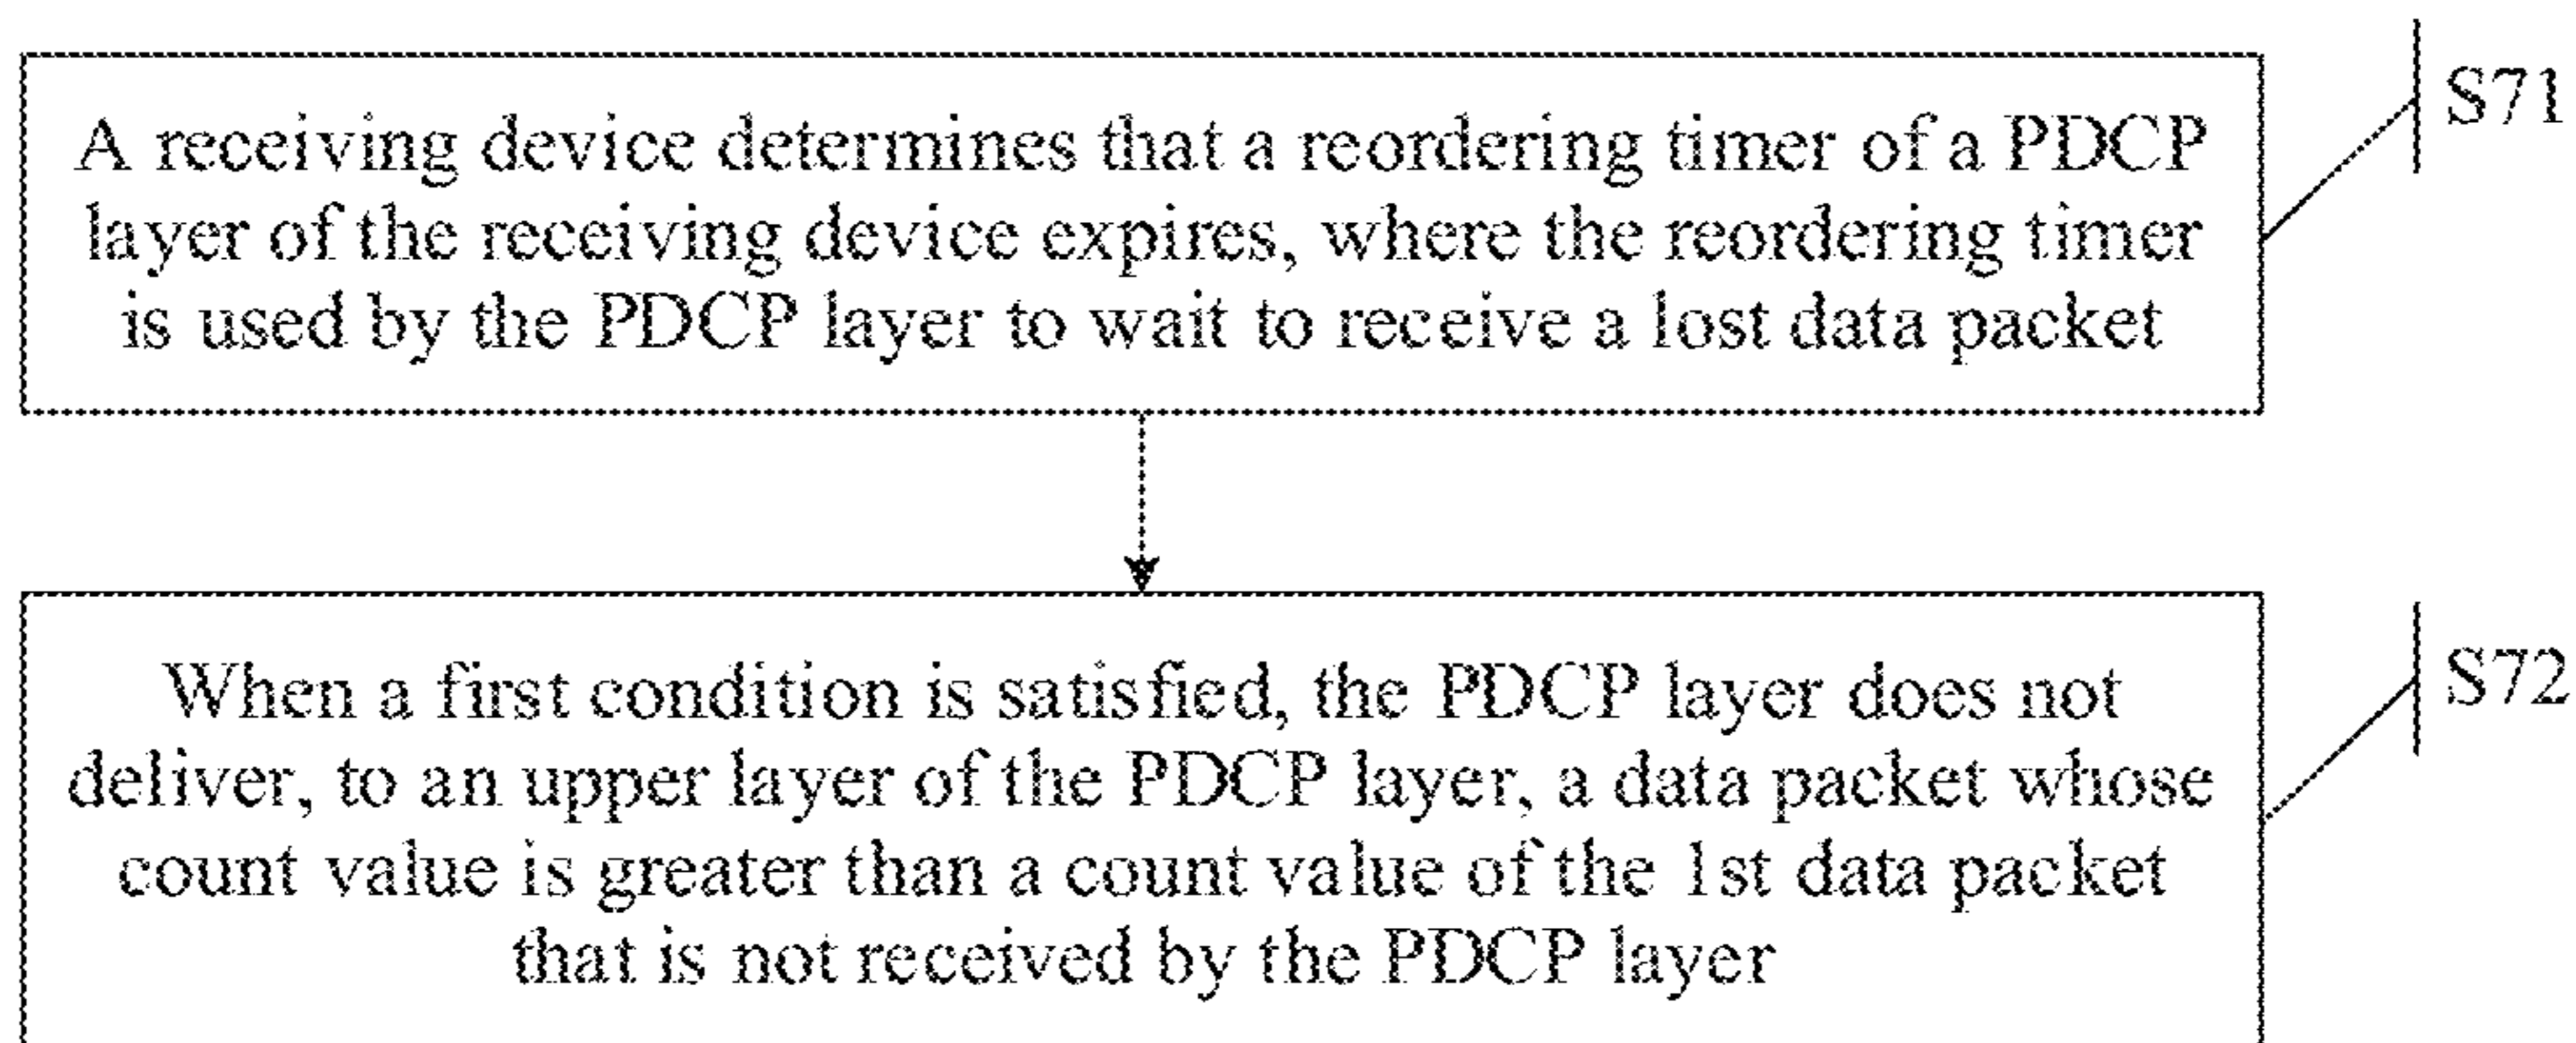 A receiving device determines that a reordering timer of a PDCP
layer of the receiving device expires, where the reordering timer
is used by the PDCP layer to wait to receive a lost data packet
S71
When a first condition is satisfied, the PDCP layer does not
deliver, to an upper layer of the PDCP layer, a data packet whose
count value is greater than a count value of the 1st data packet
that is not received by the PDCP layer
S72